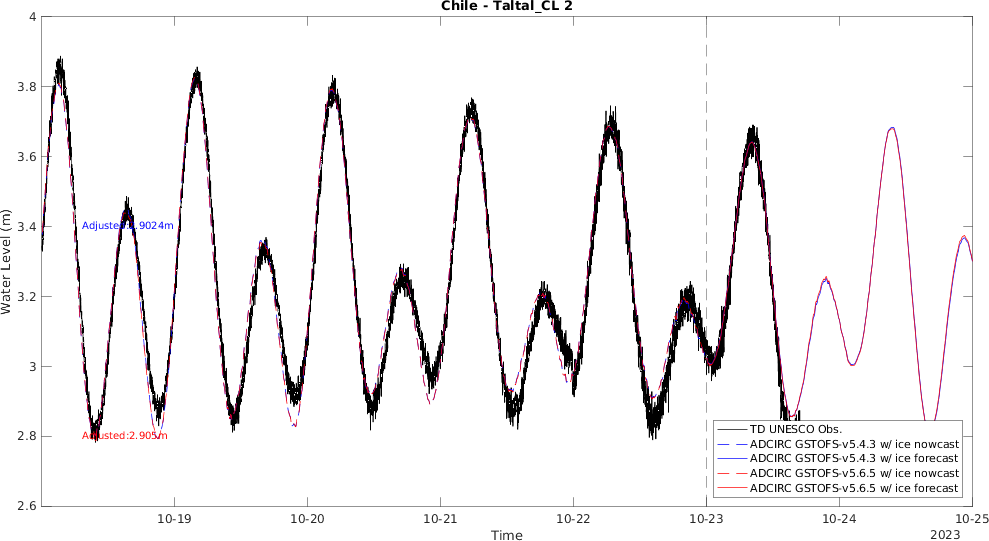 Chile - Taltal_CL 2
4
3.8
3.6
3.4
3.2
3
2.8
2.6
Water Level (m)
Adjusted:2.905m
TD UNESCO Obs.
ADCIRC GSTOFS-v5.4.3 w/ ice nowcast
ADCIRC GSTOFS-v5.4.3 w/ ice forecast
ADCIRC GSTOFS-v5.6.5 w/ ice nowcast
ADCIRC GSTOFS-v5.6.5 w/ ice forecast
10-19
10-20
10-21
10-22
10-23
10-24
10-25
Time
2023